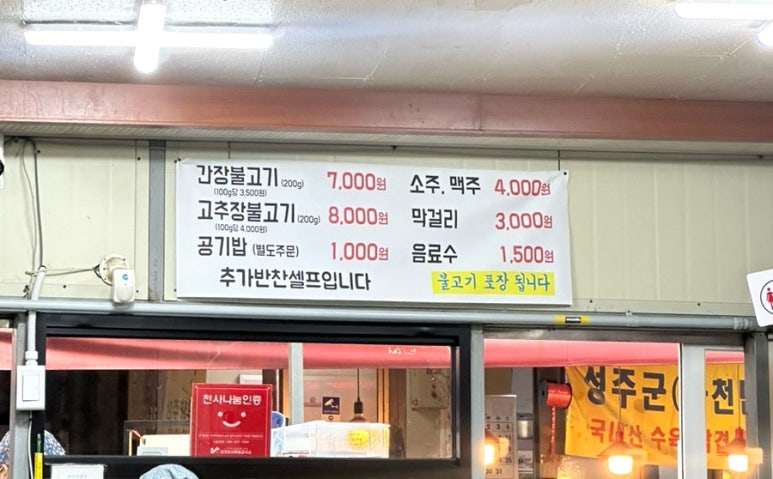 간장불고기 (200g) 7,000원
(100g당 3,500원)
고추장불고기 (200g) 8,000원
(100g당 4,000원)
공기밥 (별도주문) 1,000원
추가반찬셀프입니다
소주, 맥주 4,000원
막걸리 3,000원
음료수 1,500원
불고기 포장 됩니다
천사나눔인증
성주군(
국내산